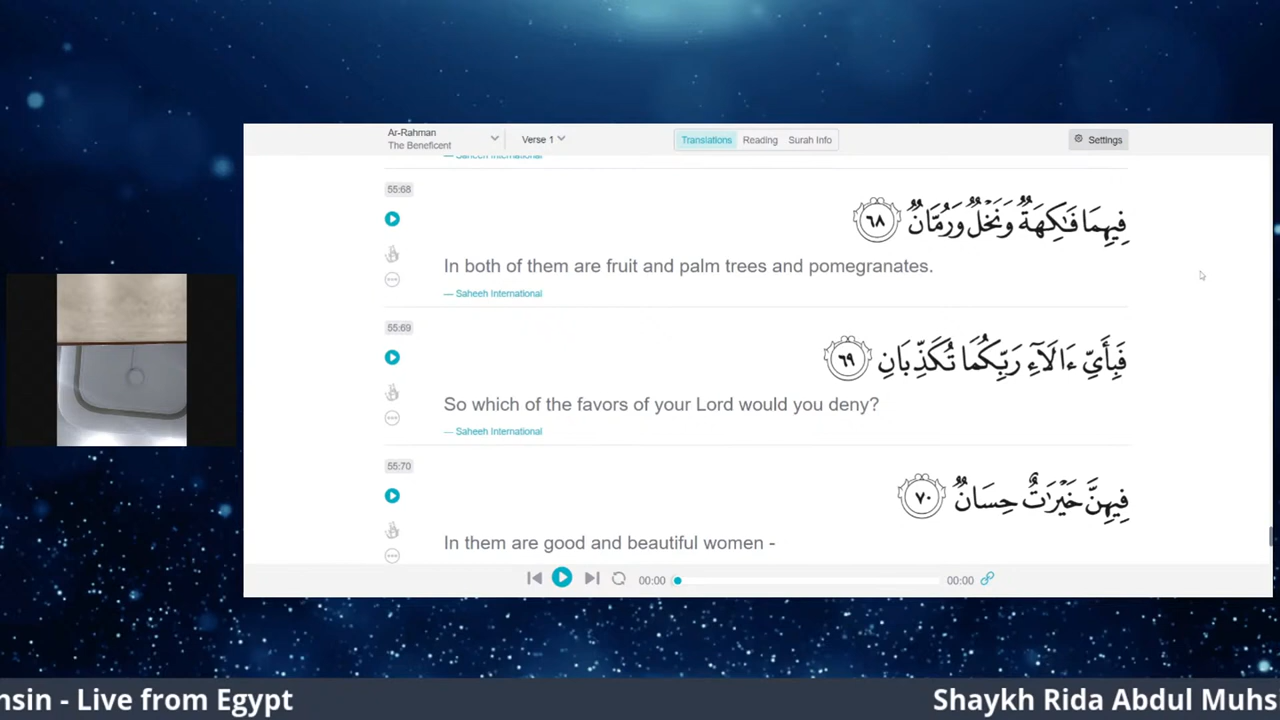 Ar-Rahman
The Beneficent
Verse 1
Translations Reading Surah Info
Settings
— Saheeh International
55:68
فِيهِمَا فَـٰكِهَةٌ وَنَخْلٌ وَرُمَّانٌ ٦٨
In both of them are fruit and palm trees and pomegranates.
— Saheeh International
55:69
فَبِأَىِّ ءَالَآءِ رَبِّكُمَا تُكَذِّبَانِ ٦٩
So which of the favors of your Lord would you deny?
— Saheeh International
55:70
فِيهِنَّ خَيْرَٰتٌ حِسَانٌ ٧٠
In them are good and beautiful women -
00:00 00:00
nsin - Live from Egypt
Shaykh Rida Abdul Muhs